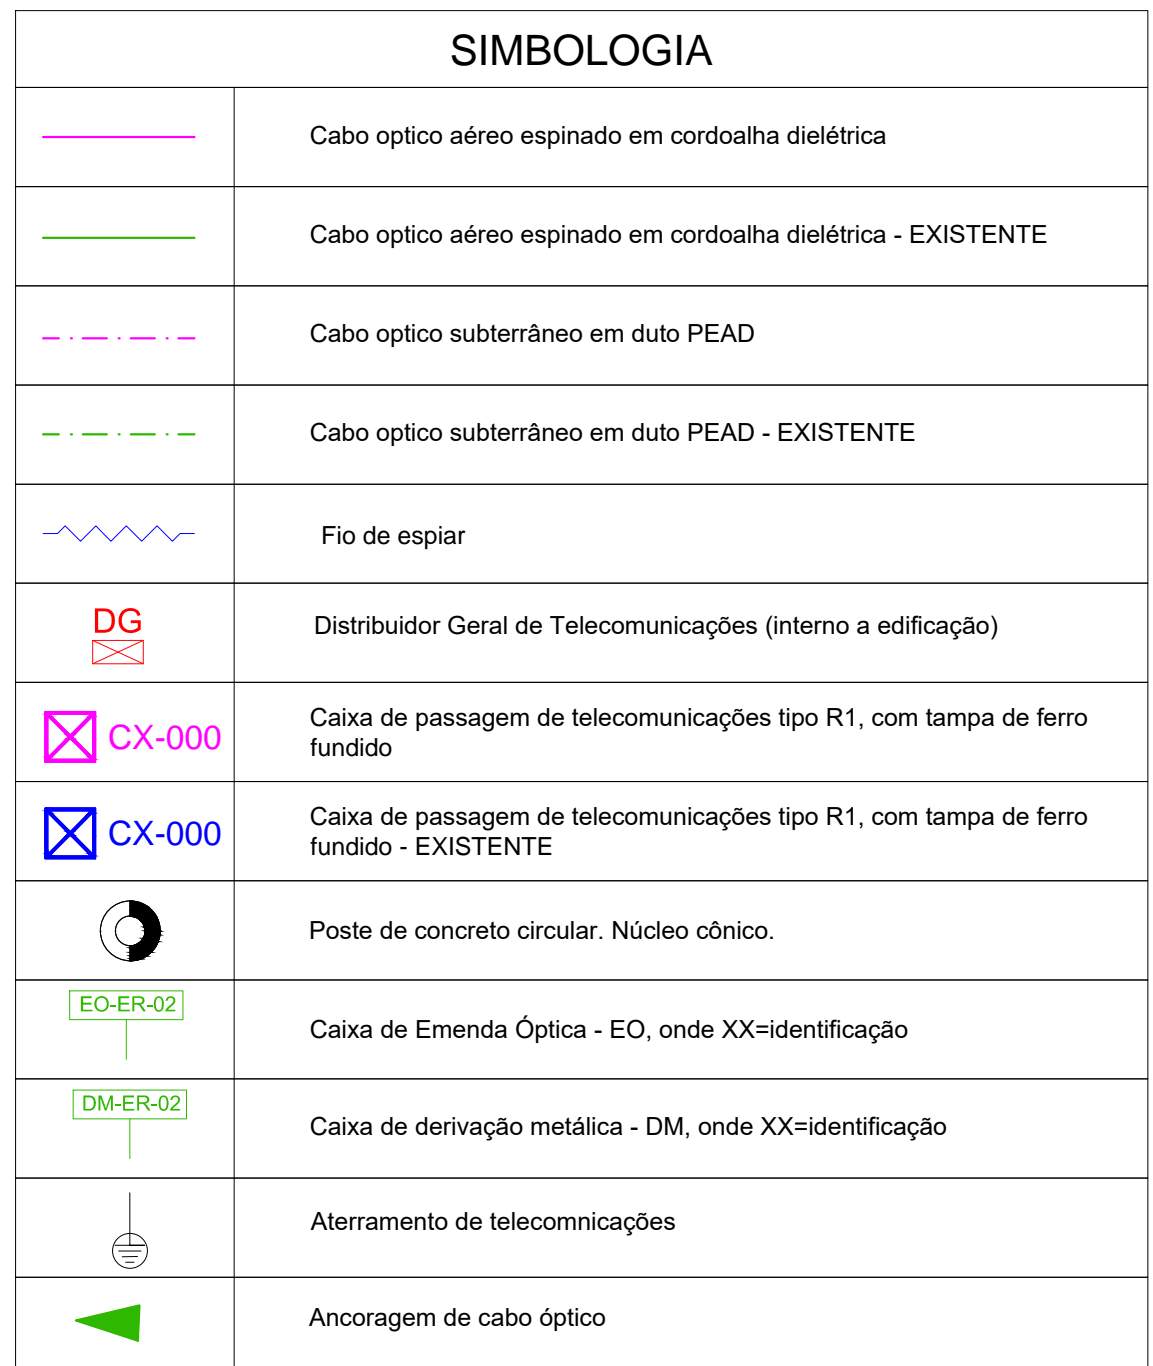 SIMBOLOGIA
Cabo optico aéreo espinado em cordoalha dielétrica
Cabo optico aéreo espinado em cordoalha dielétrica - EXISTENTE
Cabo optico subterrâneo em duto PEAD
Cabo optico subterrâneo em duto PEAD - EXISTENTE
Fio de espiar
DG
Distribuidor Geral de Telecomunicações (interno a edificação)
CX-000
Caixa de passagem de telecomunicações tipo R1, com tampa de ferro
fundido
CX-000
Caixa de passagem de telecomunicações tipo R1, com tampa de ferro
fundido - EXISTENTE
Poste de concreto circular. Núcleo cônico.
EO-ER-02
Caixa de Emenda Óptica - EO, onde XX=identificação
DM-ER-02
Caixa de derivação metálica - DM, onde XX=identificação
Aterramento de telecomnicações
Ancoragem de cabo óptico